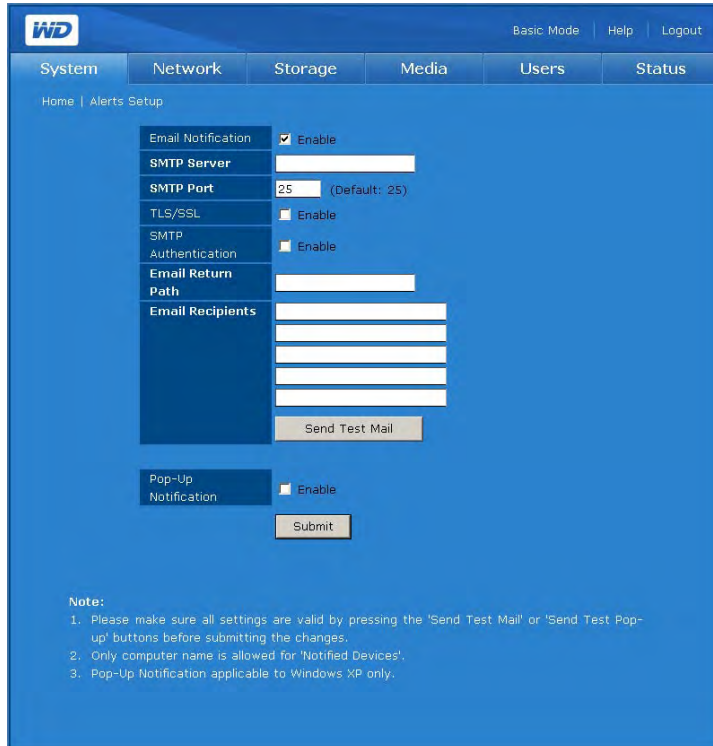 WD
Basic Mode | Help | Logout
System Network Storage Media Users Status
Home | Alerts Setup
Email Notification Enable
SMTP Server
SMTP Port 25 (Default: 25)
TLS/SSL Enable
SMTP
Authentication Enable
Email Return
Path
Email Recipients
Send Test Mail
Pop-Up
Notification Enable
Submit
Note:
1. Please make sure all settings are valid by pressing the 'Send Test Mail' or 'Send Test Pop-
up' buttons before submitting the changes.
2. Only computer name is allowed for 'Notified Devices'.
3. Pop-Up Notification applicable to Windows XP only.